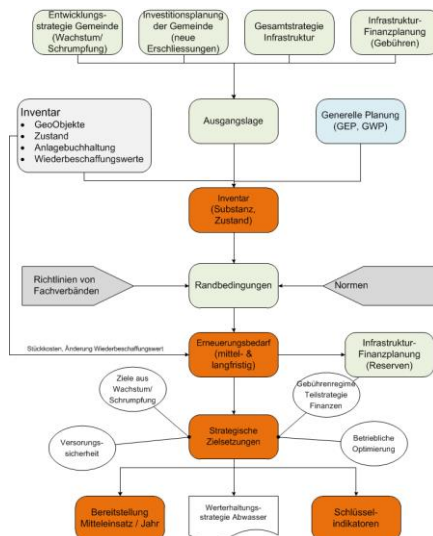 Entwicklungs-
strategie Gemeinde
(Wachstum/
Schrumpfung)
Investitionsplanung
der Gemeinde
(neue
Erschliessungen)
Gesamtstrategie
Infrastruktur
Infrastruktur-
Finanzplanung
(Gebühren)
Inventar
• GeoObjekte
• Zustand
• Anlagebuchhaltung
• Wiederbeschaffungswerte
Ausgangslage
Generelle Planung
(GEP, GWP)
Inventar
(Substanz,
Zustand)
Richtlinien von
Fachverbänden
Randbedingungen
Normen
Stückkosten, Änderung Wiederbeschaffungswert
Erneuerungsbedarf
(mittel- &
langfristig)
Infrastruktur-
Finanzplanung
(Reserven)
Ziele aus
Wachstum/
Schrumpfung
Gebührenregime
Teilstrategie
Finanzen
Versorungs-
sicherheit
Strategische
Zielsetzungen
Betriebliche
Optimierung
Bereitstellung
Mitteleinsatz / Jahr
Werterhaltungs-
strategie Abwasser
Schlüssel-
indikatoren